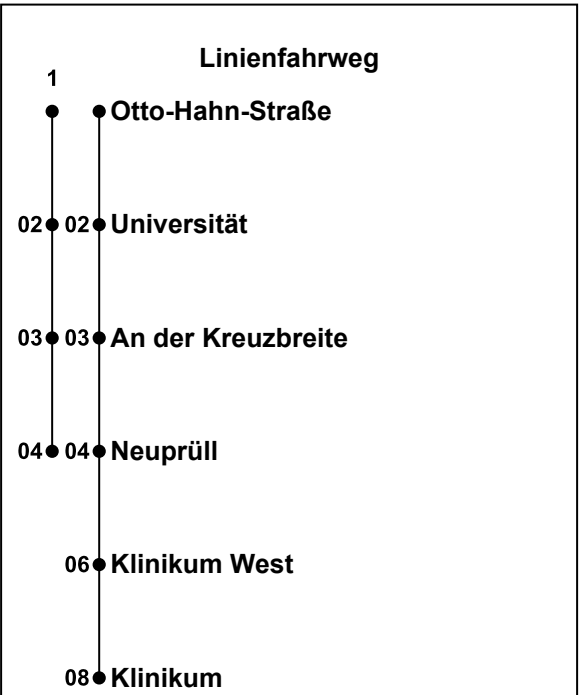 Linienfahrweg
1
Otto-Hahn-Straße
02 02 Universität
03 03 An der Kreuzbreite
04 04 Neuprüll
06 Klinikum West
08 Klinikum